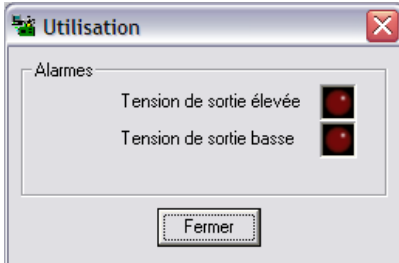 Utilisation
Alarmes
Tension de sortie élevée
Tension de sortie basse
Fermer